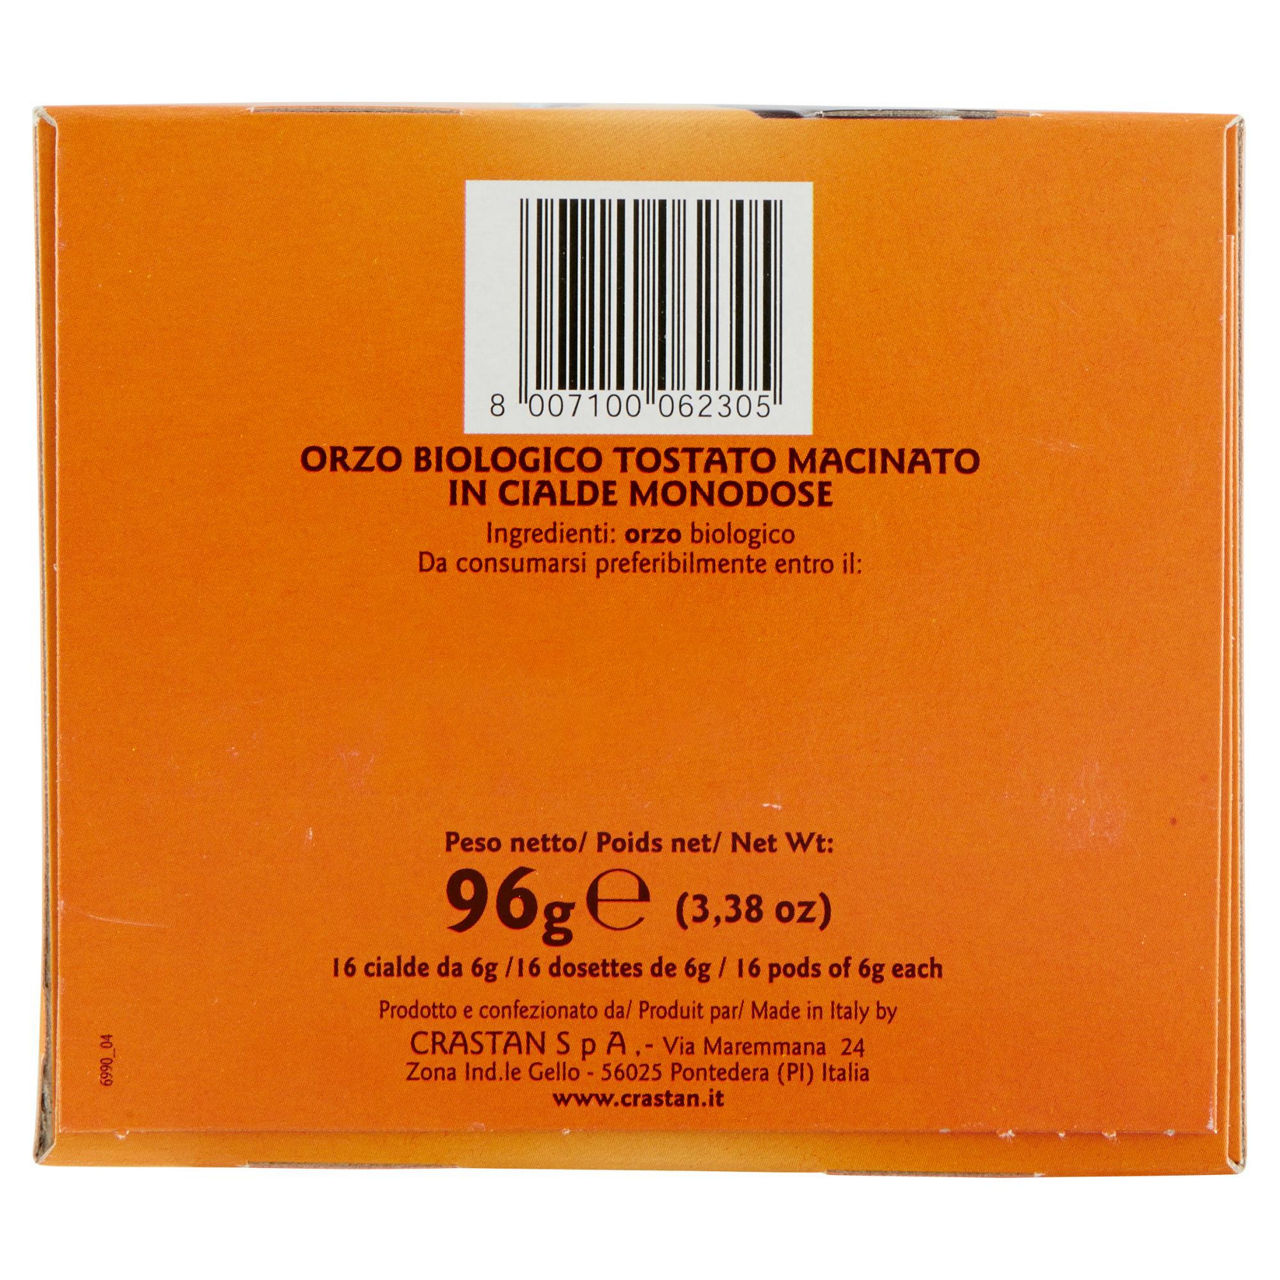 8 007100 062305
ORZO BIOLOGICO TOSTATO MACINATO
IN CIALDE MONODOSE
Ingredienti: orzo biologico
Da consumarsi preferibilmente entro il:
Peso netto/ Poids net/ Net Wt:
96g e (3,38 oz)
16 cialde da 6g /16 dosettes de 6g / 16 pods of 6g each
Prodotto e confezionato da/ Produit par/ Made in Italy by
CRASTAN S p A .- Via Maremmana 24
Zona Ind.le Gello - 56025 Pontedera (PI) Italia
www.crastan.it
6990_04